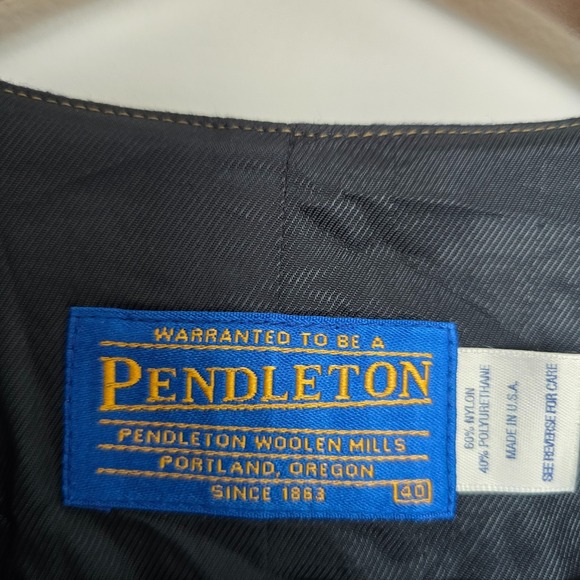 WARRANTED TO BE A
PENDLETON
PENDLETON WOOLEN MILLS
PORTLAND, OREGON
SINCE 1863
40
60% NYLON
40% POLYURETHANE
MADE IN U.S.A.
SEE REVERSE FOR CARE